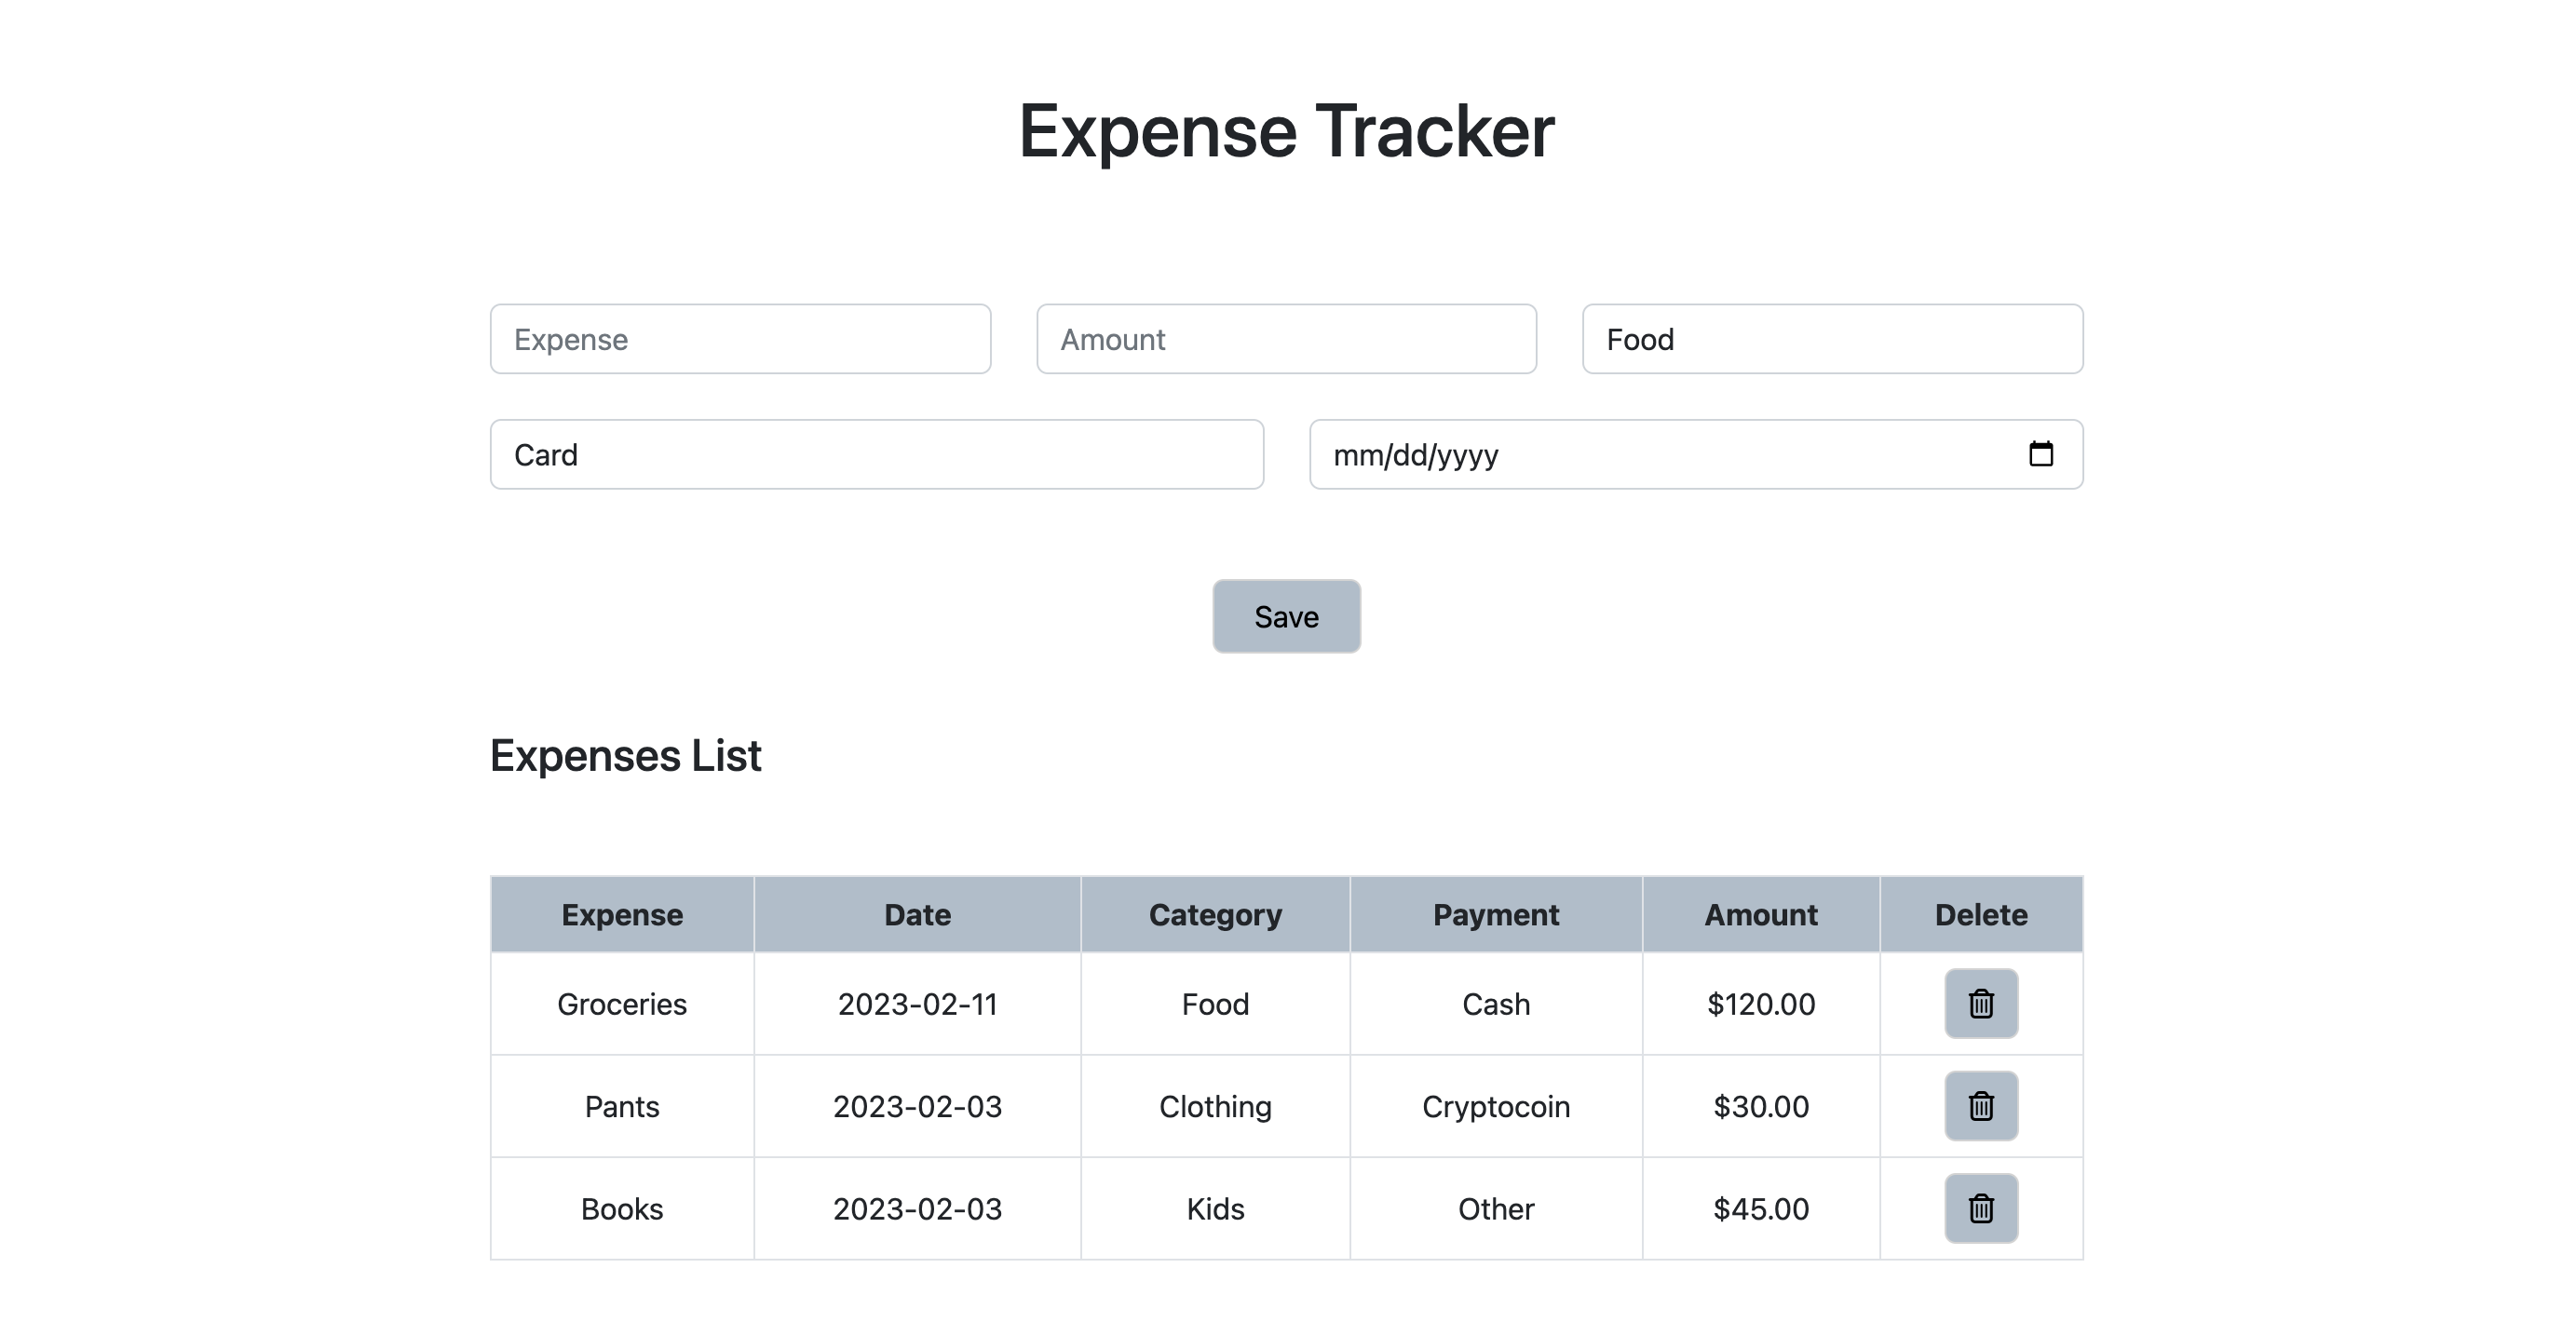 Expense Tracker
Expense Amount Food
Card mm/dd/yyyy
Save
Expenses List
Expense Date Category Payment Amount Delete
Groceries 2023-02-11 Food Cash $120.00
Pants 2023-02-03 Clothing Cryptocoin $30.00
Books 2023-02-03 Kids Other $45.00